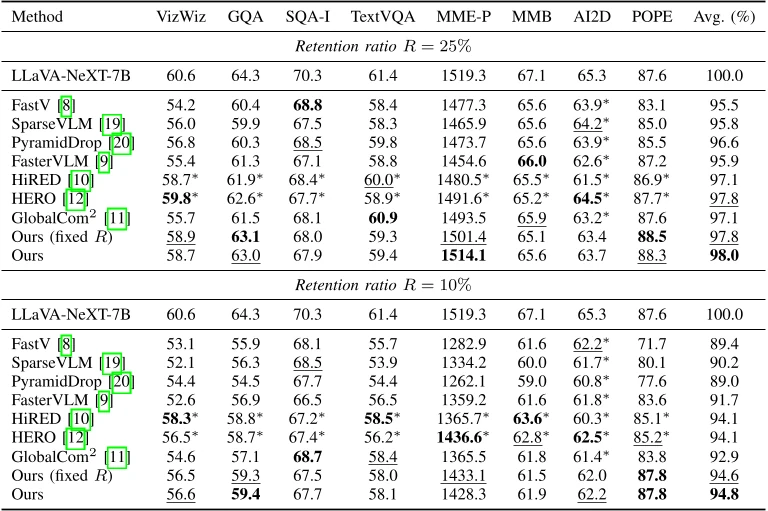 Method VizWiz GQA SQA-I TextVQA MME-P MMB AI2D POPE Avg. (%)
Retention ratio R = 25%
LLaVA-NeXT-7B 60.6 64.3 70.3 61.4 1519.3 67.1 65.3 87.6 100.0
FastV [8] 54.2 60.4 68.8 58.4 1477.3 65.6 63.9* 83.1 95.5
SparseVLM [19] 56.0 59.9 67.5 58.3 1465.9 65.6 64.2* 85.0 95.8
PyramidDrop [20] 56.8 60.3 68.5 59.8 1473.7 65.6 63.9* 85.5 96.6
FasterVLM [9] 55.4 61.3 67.1 58.8 1454.6 66.0 62.6* 87.2 95.9
HiRED [10] 58.7* 61.9* 68.4* 60.0* 1480.5* 65.5* 61.5* 86.9* 97.1
HERO [12] 59.8* 62.6* 67.7* 58.9* 1491.6* 65.2* 64.5* 87.7* 97.8
GlobalCom² [11] 55.7 61.5 68.1 60.9 1493.5 65.9 63.2* 87.6 97.1
Ours (fixed R) 58.9 63.1 68.0 59.3 1501.4 65.1 63.4 88.5 97.8
Ours 58.7 63.0 67.9 59.4 1514.1 65.6 63.7 88.3 98.0
Retention ratio R = 10%
LLaVA-NeXT-7B 60.6 64.3 70.3 61.4 1519.3 67.1 65.3 87.6 100.0
FastV [8] 53.1 55.9 68.1 55.7 1282.9 61.6 62.2* 71.7 89.4
SparseVLM [19] 52.1 56.3 68.5 53.9 1334.2 60.0 61.7* 80.1 90.2
PyramidDrop [20] 54.4 54.5 67.7 54.4 1262.1 59.0 60.8* 77.6 89.0
FasterVLM [9] 52.6 56.9 66.5 56.5 1359.2 61.6 61.8* 83.6 91.7
HiRED [10] 58.3* 58.8* 67.2* 58.5* 1365.7* 63.6* 60.3* 85.1* 94.1
HERO [12] 56.5* 58.7* 67.4* 56.2* 1436.6* 62.8* 62.5* 85.2* 94.1
GlobalCom² [11] 54.6 57.1 68.7 58.4 1365.5 61.8 61.4* 83.8 92.9
Ours (fixed R) 56.5 59.3 67.5 58.0 1433.1 61.5 62.0 87.8 94.6
Ours 56.6 59.4 67.7 58.1 1428.3 61.9 62.2 87.8 94.8